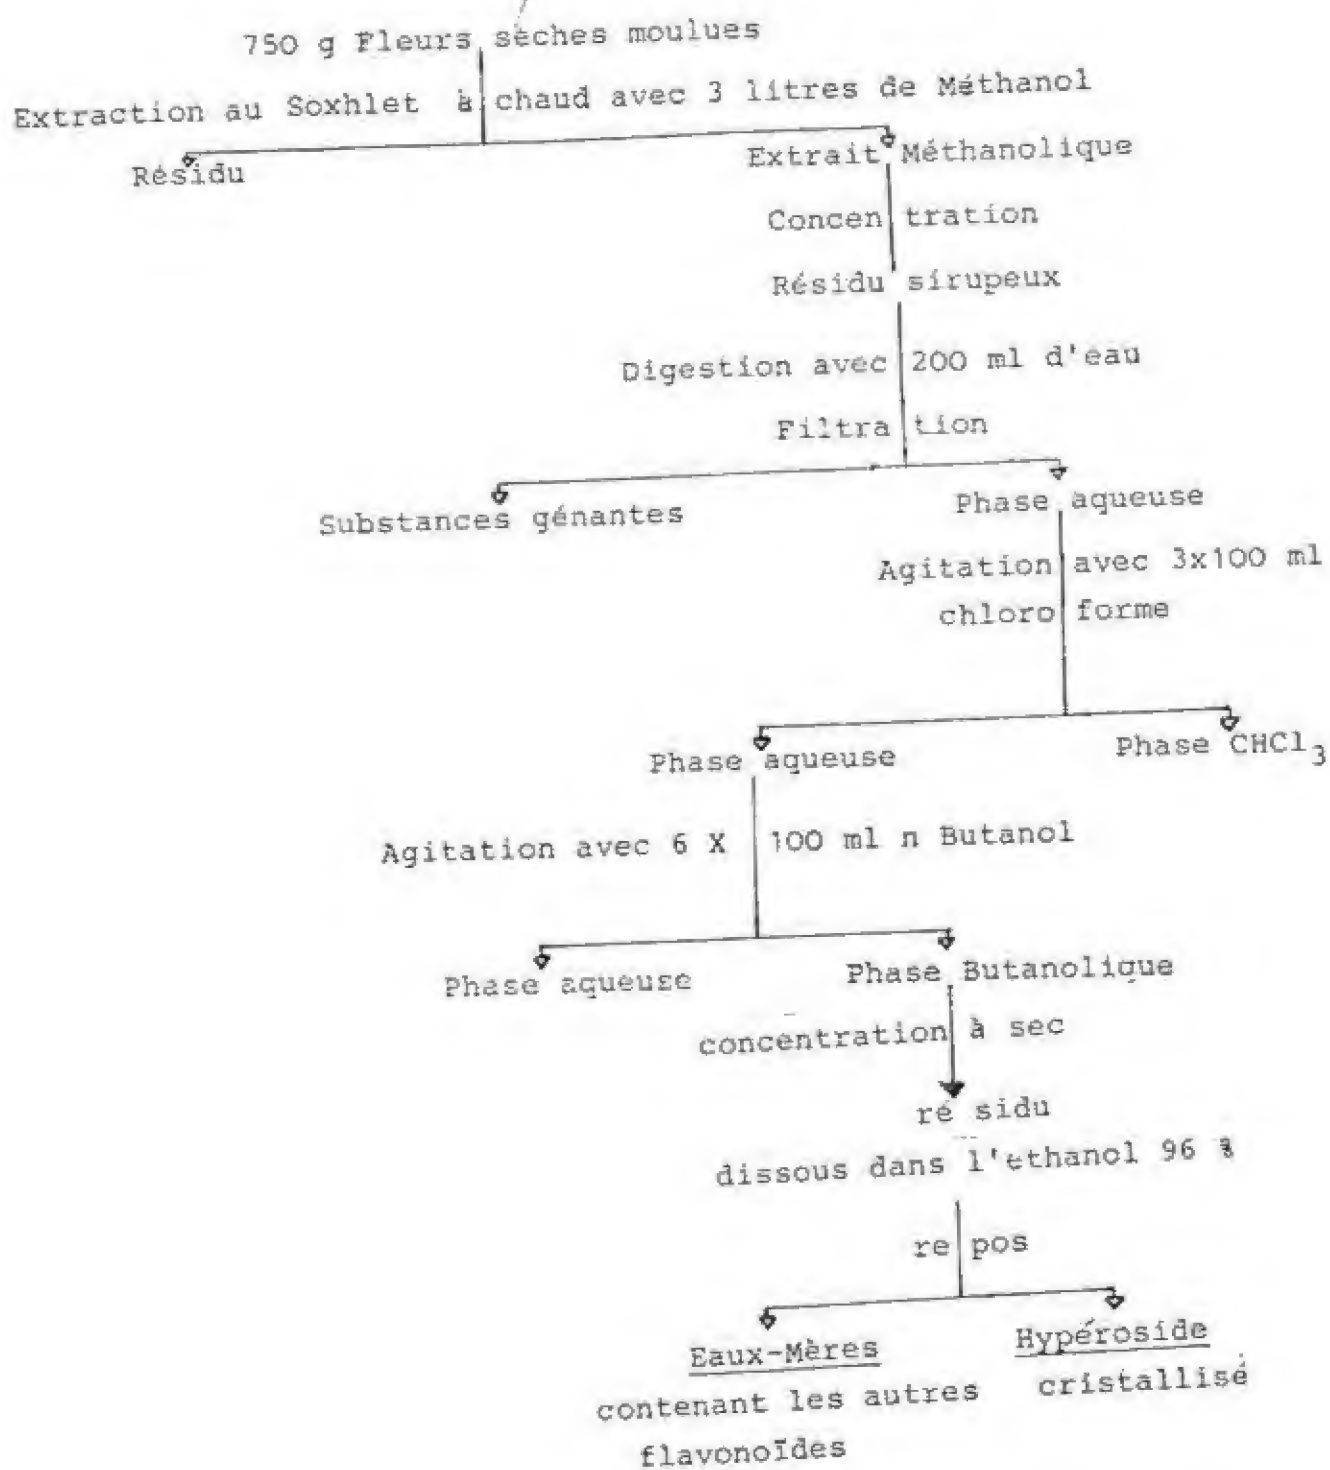 750 g Fleurs sèches moulues
Extraction au Soxhlet à chaud avec 3 litres de Méthanol
Résidu
Extrait Méthanolique
Concentration
Résidu sirupeux
Digestion avec 200 ml d'eau
Filtration
Substances génantes
Phase aqueuse
Agitation avec 3x100 ml
chloroforme
Phase aqueuse
Phase CHCl3
Agitation avec 6 X 100 ml n Butanol
Phase aqueuse
Phase Butanolique
concentration à sec
ré sidu
dissous dans l'ethanol 96 %
repos
Eaux-Mères
Hypéroside
contenant les autres
cristallisé
flavonoïdes